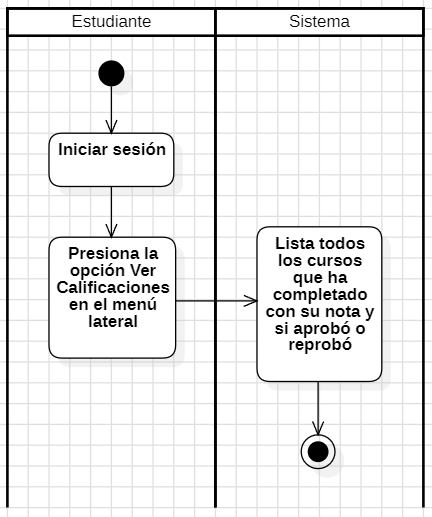 Estudiante
Sistema
Iniciar sesión
Presiona la
opción Ver
Calificaciones
en el menú
lateral
Lista todos
los cursos
que ha
completado
con su nota y
si aprobó o
reprobó